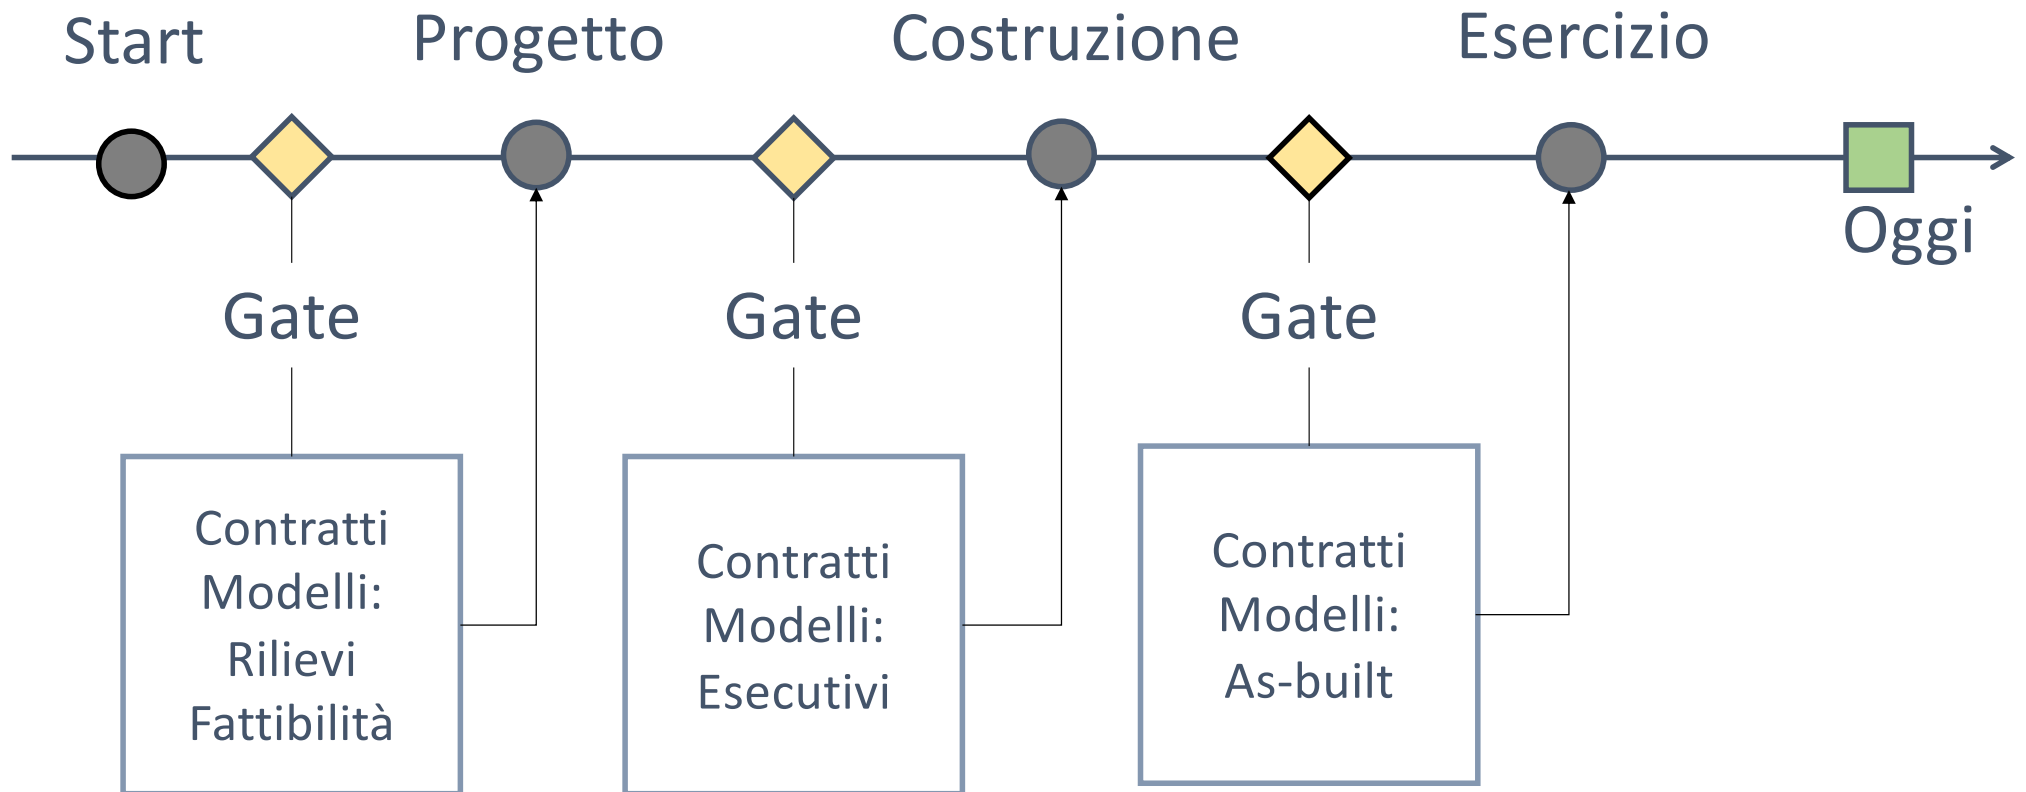 Start
Progetto
Costruzione
Esercizio
Oggi
Gate
Gate
Gate
Contratti
Modelli:
Rilievi
Fattibilità
Contratti
Modelli:
Esecutivi
Contratti
Modelli:
As-built